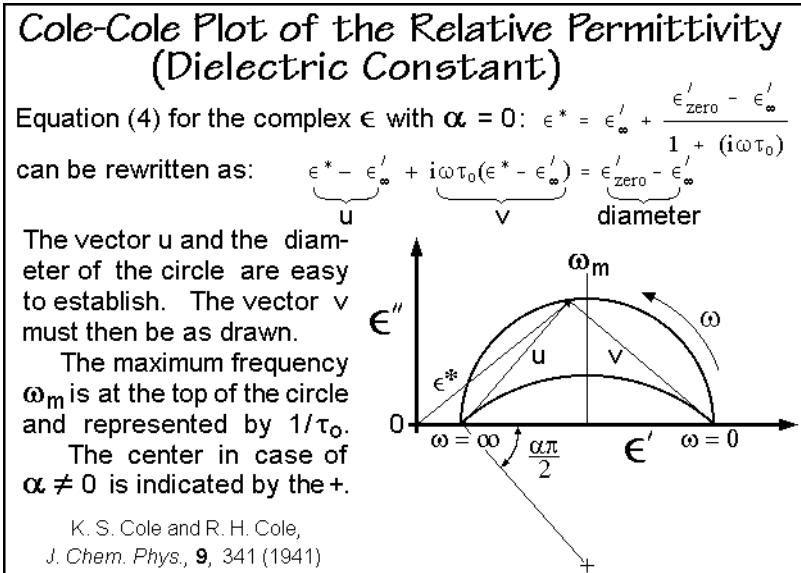 Cole-Cole Plot of the Relative Permittivity
(Dielectric Constant)
Equation (4) for the complex ϵ with α = 0: ϵ* = ϵ′∞ + (ϵ′zero − ϵ′∞) / (1 + (iωτo))
can be rewritten as: ϵ* − ϵ′∞ + iωτo(ϵ* − ϵ′∞) = ϵ′zero − ϵ′∞
u v diameter
The vector u and the diam-
eter of the circle are easy
to establish. The vector v
must then be as drawn.
The maximum frequency
ωm is at the top of the circle
and represented by 1/τo.
The center in case of
α ≠ 0 is indicated by the +.
K. S. Cole and R. H. Cole,
J. Chem. Phys., 9, 341 (1941)
ωm
ϵ″
ω
u
v
ϵ*
0
ω = ∞
απ/2
ϵ′
ω = 0
+